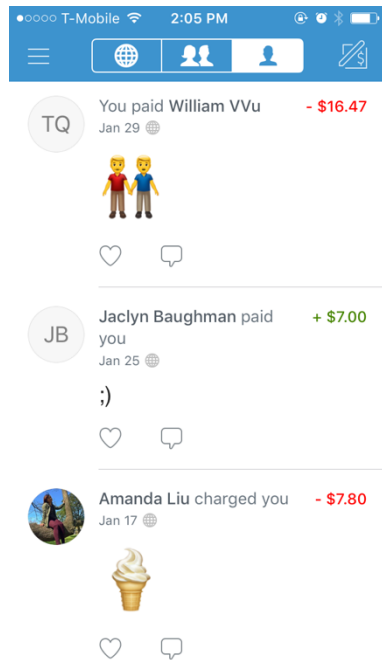 T-Mobile 2:05 PM
TQ
You paid William VVu - $16.47
Jan 29
JB
Jaclyn Baughman paid + $7.00
you
Jan 25
;)
Amanda Liu charged you - $7.80
Jan 17